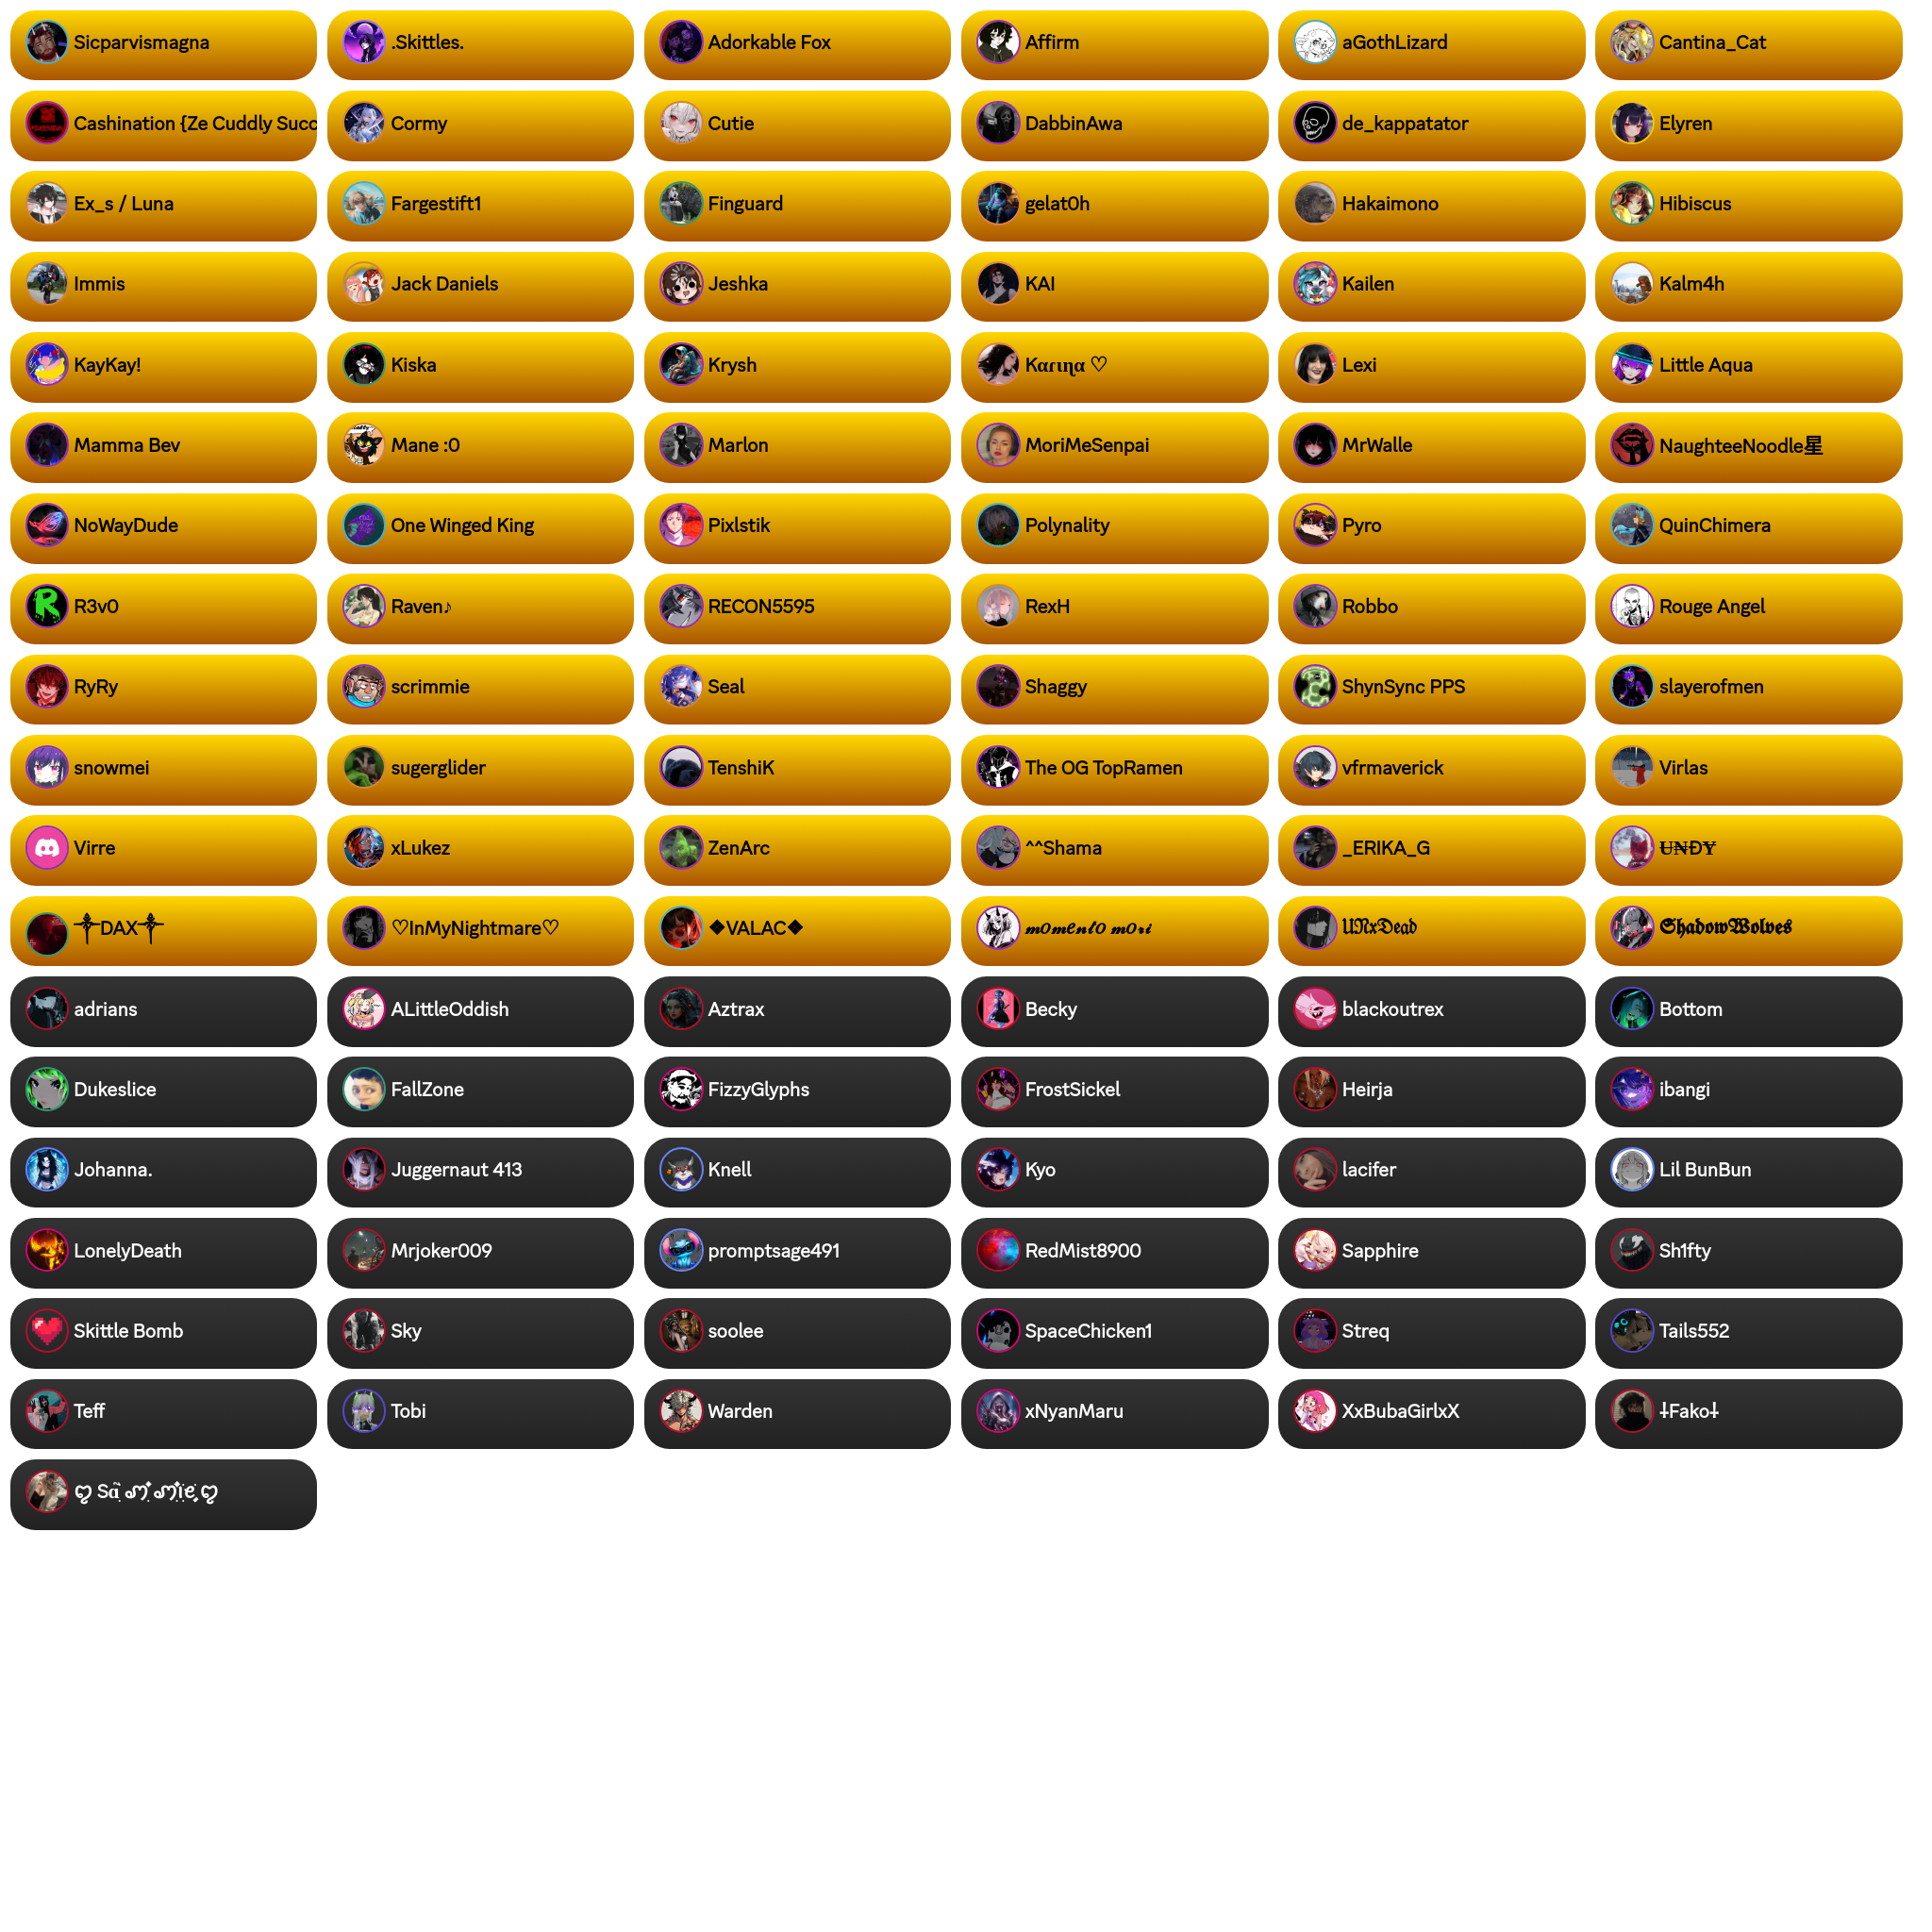 Sicparvismagna
.Skittles.
Adorkable Fox
Affirm
aGothLizard
Cantina_Cat
Cashination {Ze Cuddly Succ
Cormy
Cutie
DabbinAwa
de_kappatator
Elyren
Ex_s / Luna
Fargestift1
Finguard
gelat0h
Hakaimono
Hibiscus
Immis
Jack Daniels
Jeshka
KAI
Kailen
Kalm4h
KayKay!
Kiska
Krysh
Kαɾιɳα ♡
Lexi
Little Aqua
Mamma Bev
Mane :0
Marlon
MoriMeSenpai
MrWalle
NaughteeNoodle星
NoWayDude
One Winged King
Pixlstik
Polynality
Pyro
QuinChimera
R3v0
Raven♪
RECON5595
RexH
Robbo
Rouge Angel
RyRy
scrimmie
Seal
Shaggy
ShynSync PPS
slayerofmen
snowmei
sugerglider
TenshiK
The OG TopRamen
vfrmaverick
Virlas
Virre
xLukez
ZenArc
^^Shama
_ERIKA_G
U̶₦ĐɎ
༒DAX༒
♡InMyNightmare♡
❖VALAC❖
𝓶𝓸𝓶𝓮𝓷𝓽𝓸 𝓶𝓸𝓻𝓲
𝔘𝔑𝔵𝔇𝔢𝔞𝔡
𝕾𝖍𝖆𝖉𝖔𝖜𝖂𝖔𝖑𝖛𝖊𝖘
adrians
ALittleOddish
Aztrax
Becky
blackoutrex
Bottom
Dukeslice
FallZone
FizzyGlyphs
FrostSickel
Heirja
ibangi
Johanna.
Juggernaut 413
Knell
Kyo
lacifer
Lil BunBun
LonelyDeath
Mrjoker009
promptsage491
RedMist8900
Sapphire
Sh1fty
Skittle Bomb
Sky
soolee
SpaceChicken1
Streq
Tails552
Teff
Tobi
Warden
xNyanMaru
XxBubaGirlxX
⸸Fako⸸